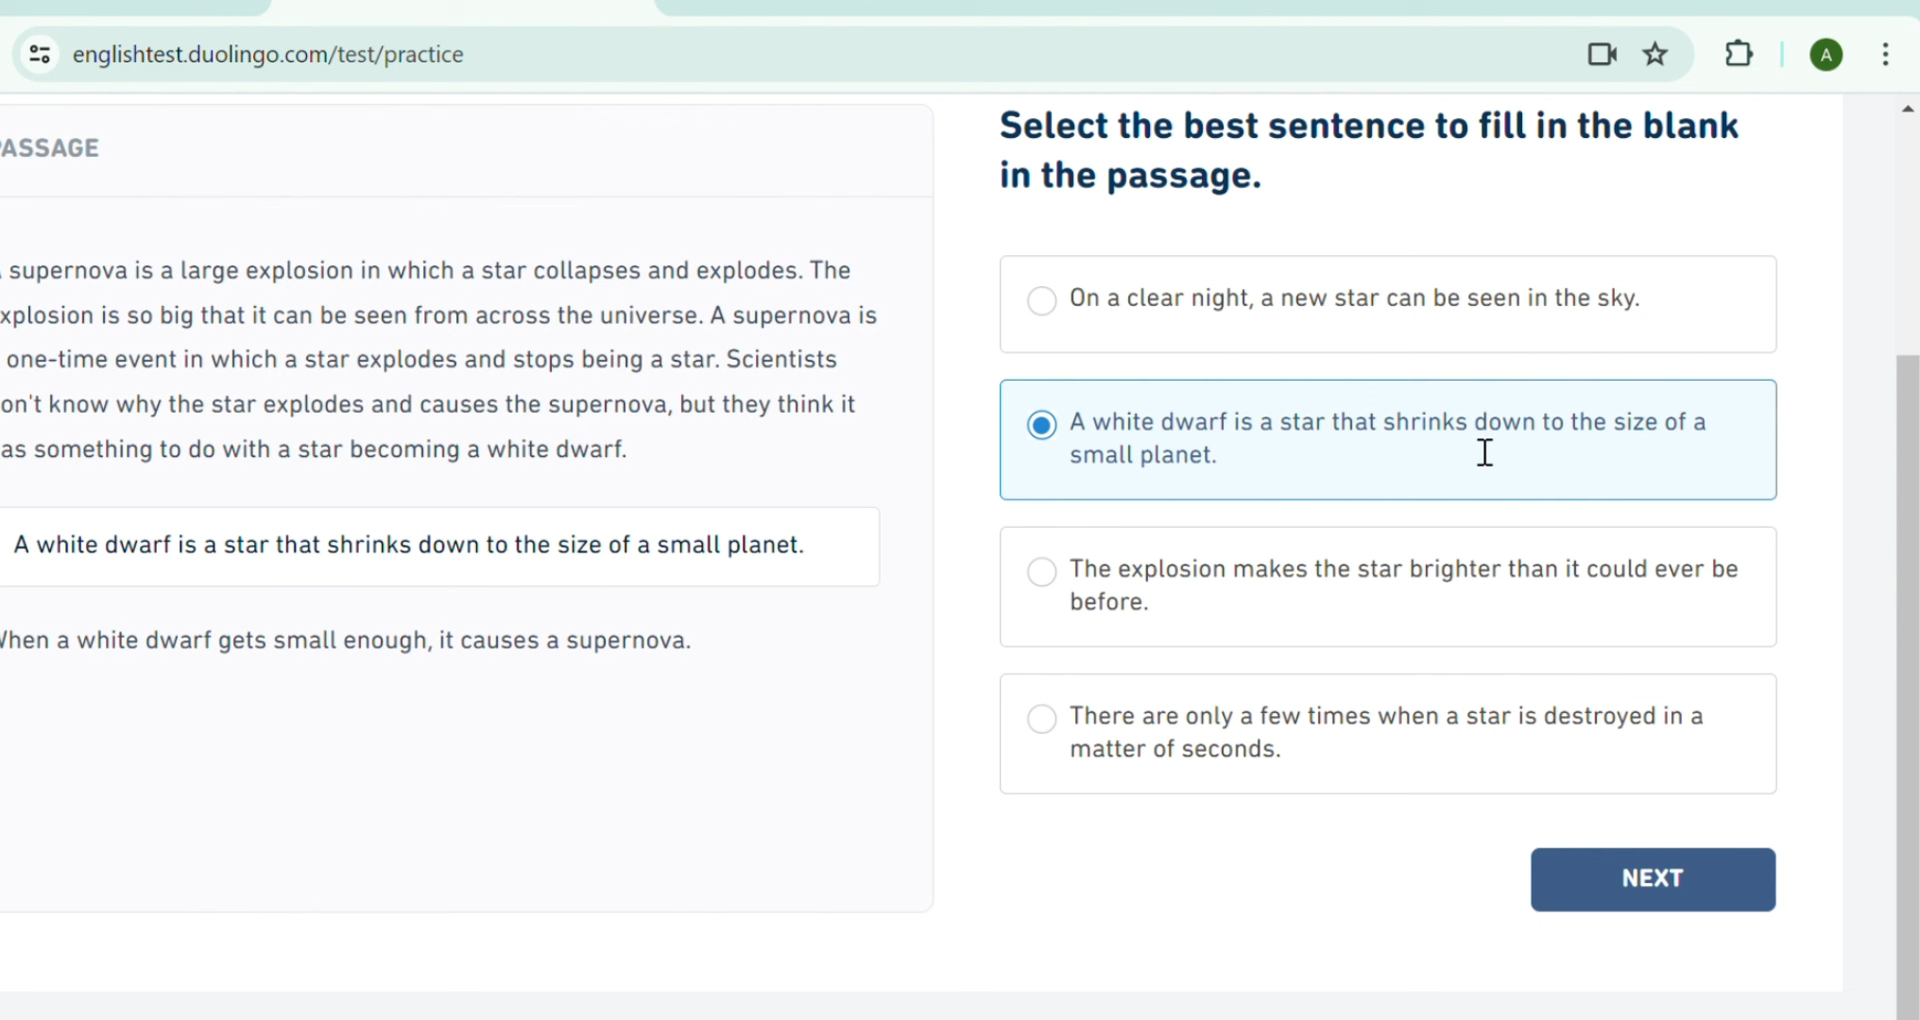 englishtest.duolingo.com/test/practice
A
PASSAGE
Select the best sentence to fill in the blank
in the passage.
supernova is a large explosion in which a star collapses and explodes. The
xplosion is so big that it can be seen from across the universe. A supernova is
one-time event in which a star explodes and stops being a star. Scientists
on't know why the star explodes and causes the supernova, but they think it
as something to do with a star becoming a white dwarf.
A white dwarf is a star that shrinks down to the size of a small planet.
When a white dwarf gets small enough, it causes a supernova.
On a clear night, a new star can be seen in the sky.
A white dwarf is a star that shrinks down to the size of a
small planet.
The explosion makes the star brighter than it could ever be
before.
There are only a few times when a star is destroyed in a
matter of seconds.
NEXT